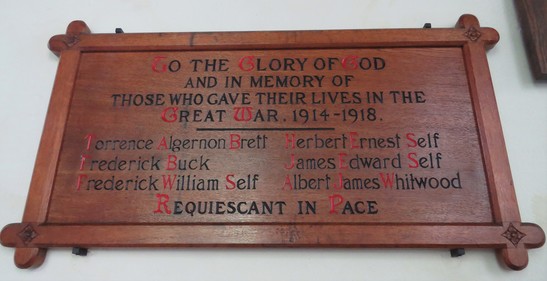 TO THE GLORY OF GOD
AND IN MEMORY OF
THOSE WHO GAVE THEIR LIVES IN THE
GREAT WAR. 1914-1918.
Torrence Algernon Brett Herbert Ernest Self
Frederick Buck James Edward Self
Frederick William Self Albert James Whitwood
REQUIESCANT IN PACE